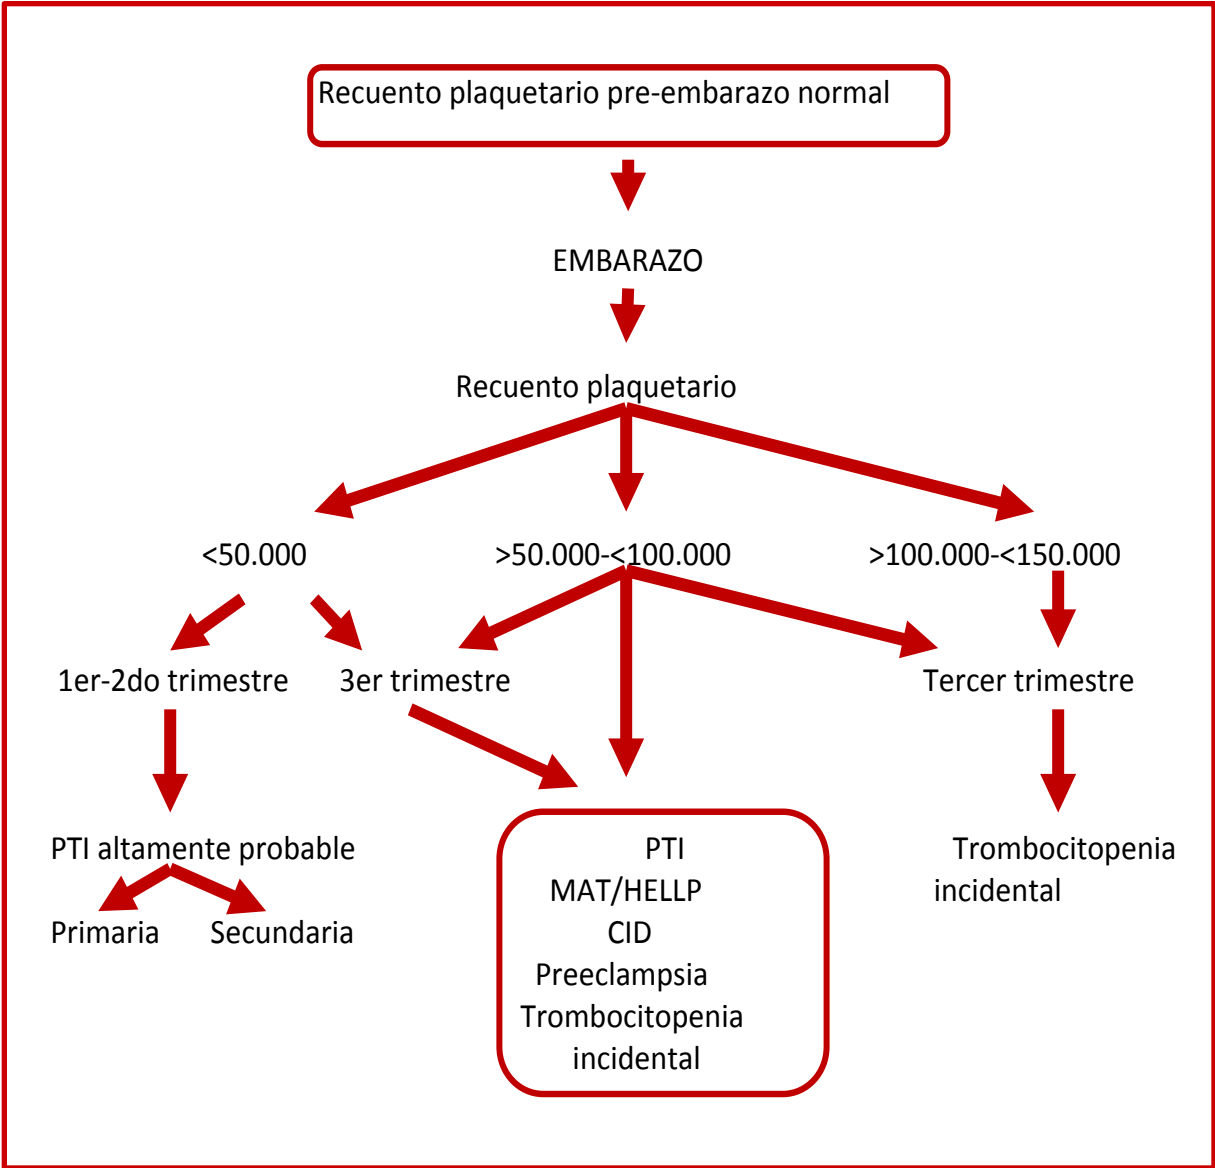 Recuento plaquetario pre-embarazo normal
EMBARAZO
Recuento plaquetario
<50.000
>50.000-<100.000
>100.000-<150.000
1er-2do trimestre
3er trimestre
Tercer trimestre
PTI altamente probable
Primaria
Secundaria
PTI
MAT/HELLP
CID
Preeclampsia
Trombocitopenia
incidental
Trombocitopenia
incidental